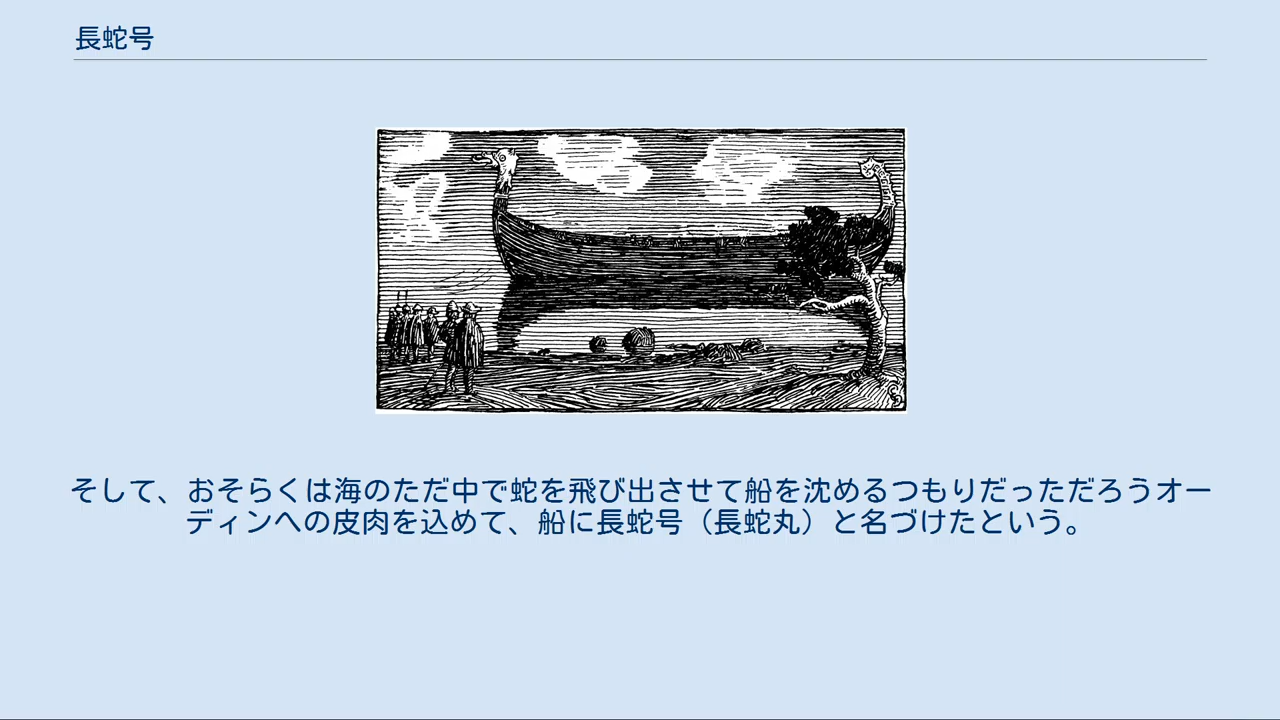 長蛇号
そして、おそらくは海のただ中で蛇を飛び出させて船を沈めるつもりだっただろうオー
ディンへの皮肉を込めて、船に長蛇号（長蛇丸）と名づけたという。